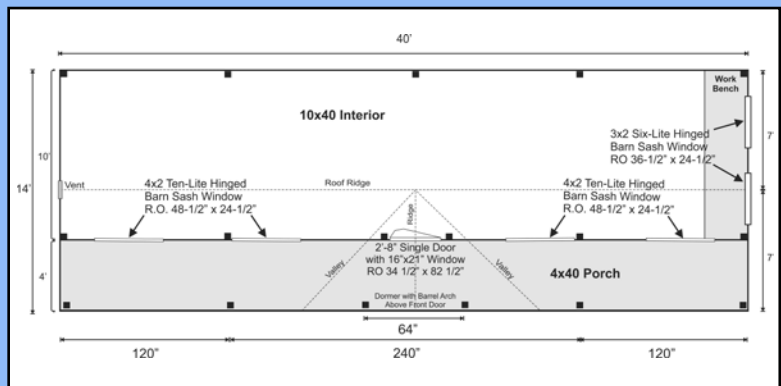 40'
Work
Bench
10x40 Interior
3x2 Six-Lite Hinged
Barn Sash Window
RO 36-1/2" x 24-1/2"
7'
10'
14'
Vent
4x2 Ten-Lite Hinged
Barn Sash Window
R.O. 48-1/2" x 24-1/2"
Roof Ridge
4x2 Ten-Lite Hinged
Barn Sash Window
R.O. 48-1/2" x 24-1/2"
Ridge
2'-8" Single Door
with 16"x21" Window
RO 34 1/2" x 82 1/2"
4'
Valley
Valley
4x40 Porch
7'
Dormer with Barrel Arch
Above Front Door
64"
120"
240"
120"